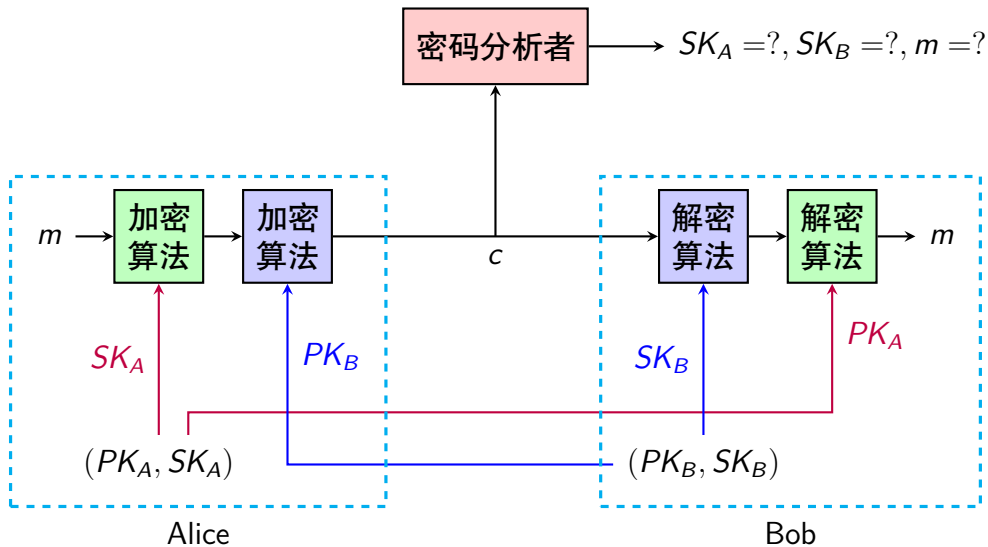 密码分析者
SK_A =?, SK_B =?, m =?
m
加密
算法
加密
算法
c
解密
算法
解密
算法
m
SK_A
PK_B
SK_B
PK_A
(PK_A, SK_A)
(PK_B, SK_B)
Alice
Bob